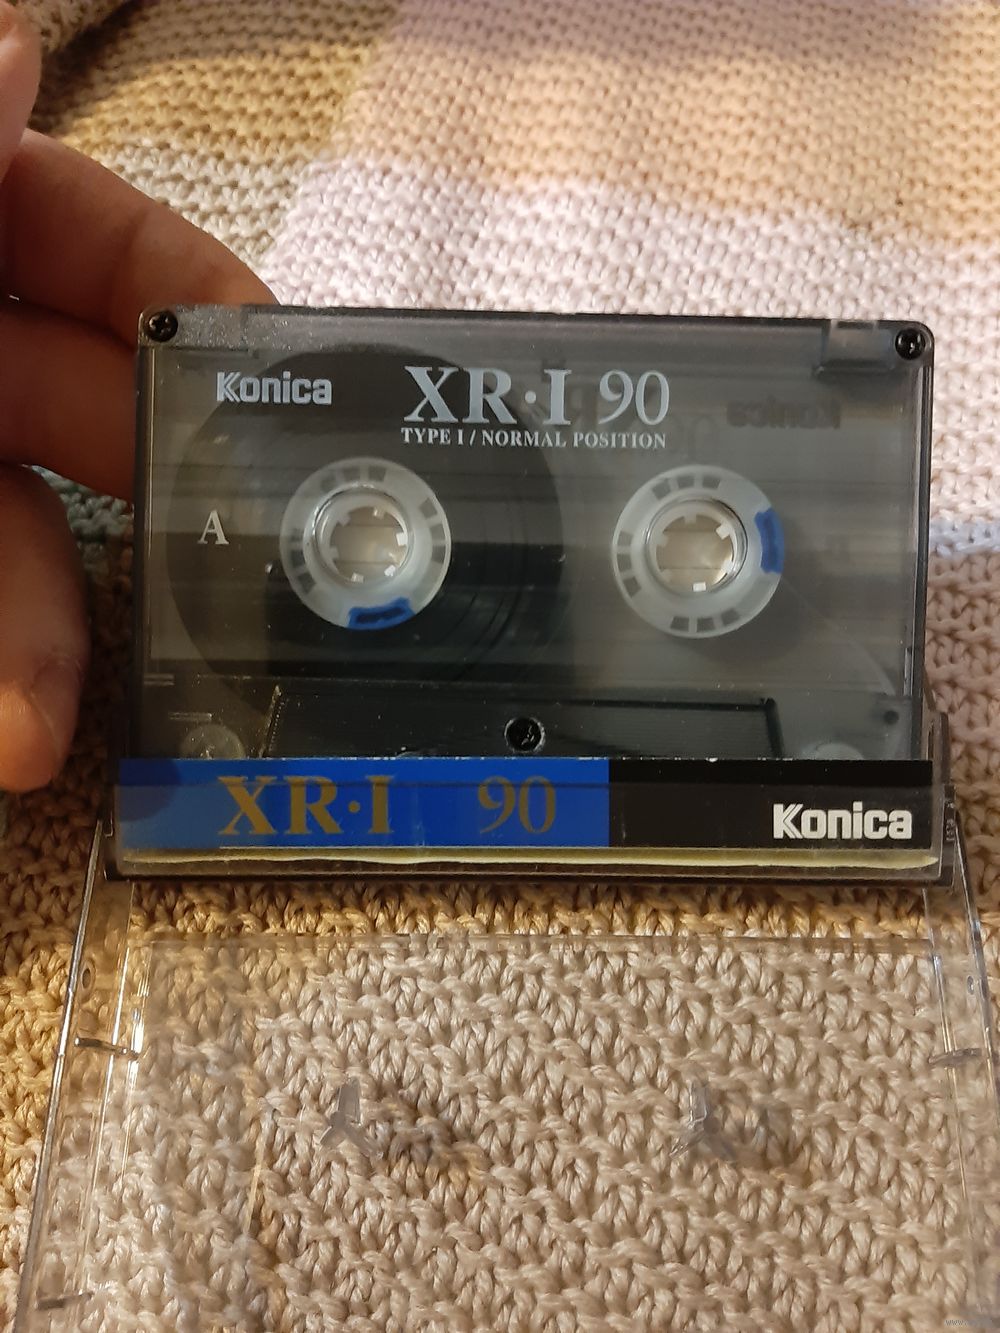 Konica
XR·I 90
TYPE I / NORMAL POSITION
A
XR·I 90
Konica